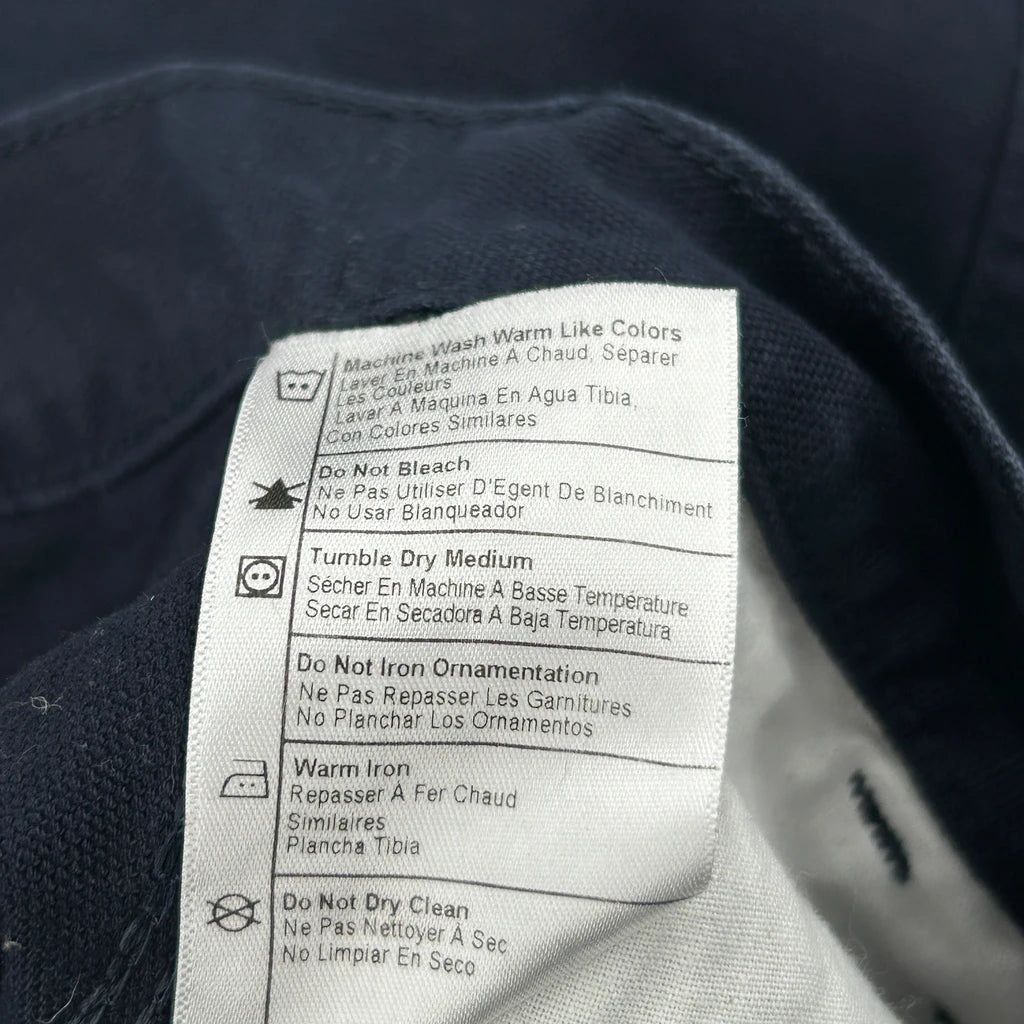 Machine Wash Warm Like Colors
Laver En Machine À Chaud, Séparer
Les Couleurs
Lavar A Máquina En Agua Tibia,
Con Colores Similares
Do Not Bleach
Ne Pas Utiliser D'Egent De Blanchiment
No Usar Blanqueador
Tumble Dry Medium
Sécher En Machine À Basse Température
Secar En Secadora A Baja Temperatura
Do Not Iron Ornamentation
Ne Pas Repasser Les Garnitures
No Planchar Los Ornamentos
Warm Iron
Repasser À Fer Chaud
Similaires
Plancha Tibia
Do Not Dry Clean
Ne Pas Nettoyer À Sec
No Limpiar En Seco